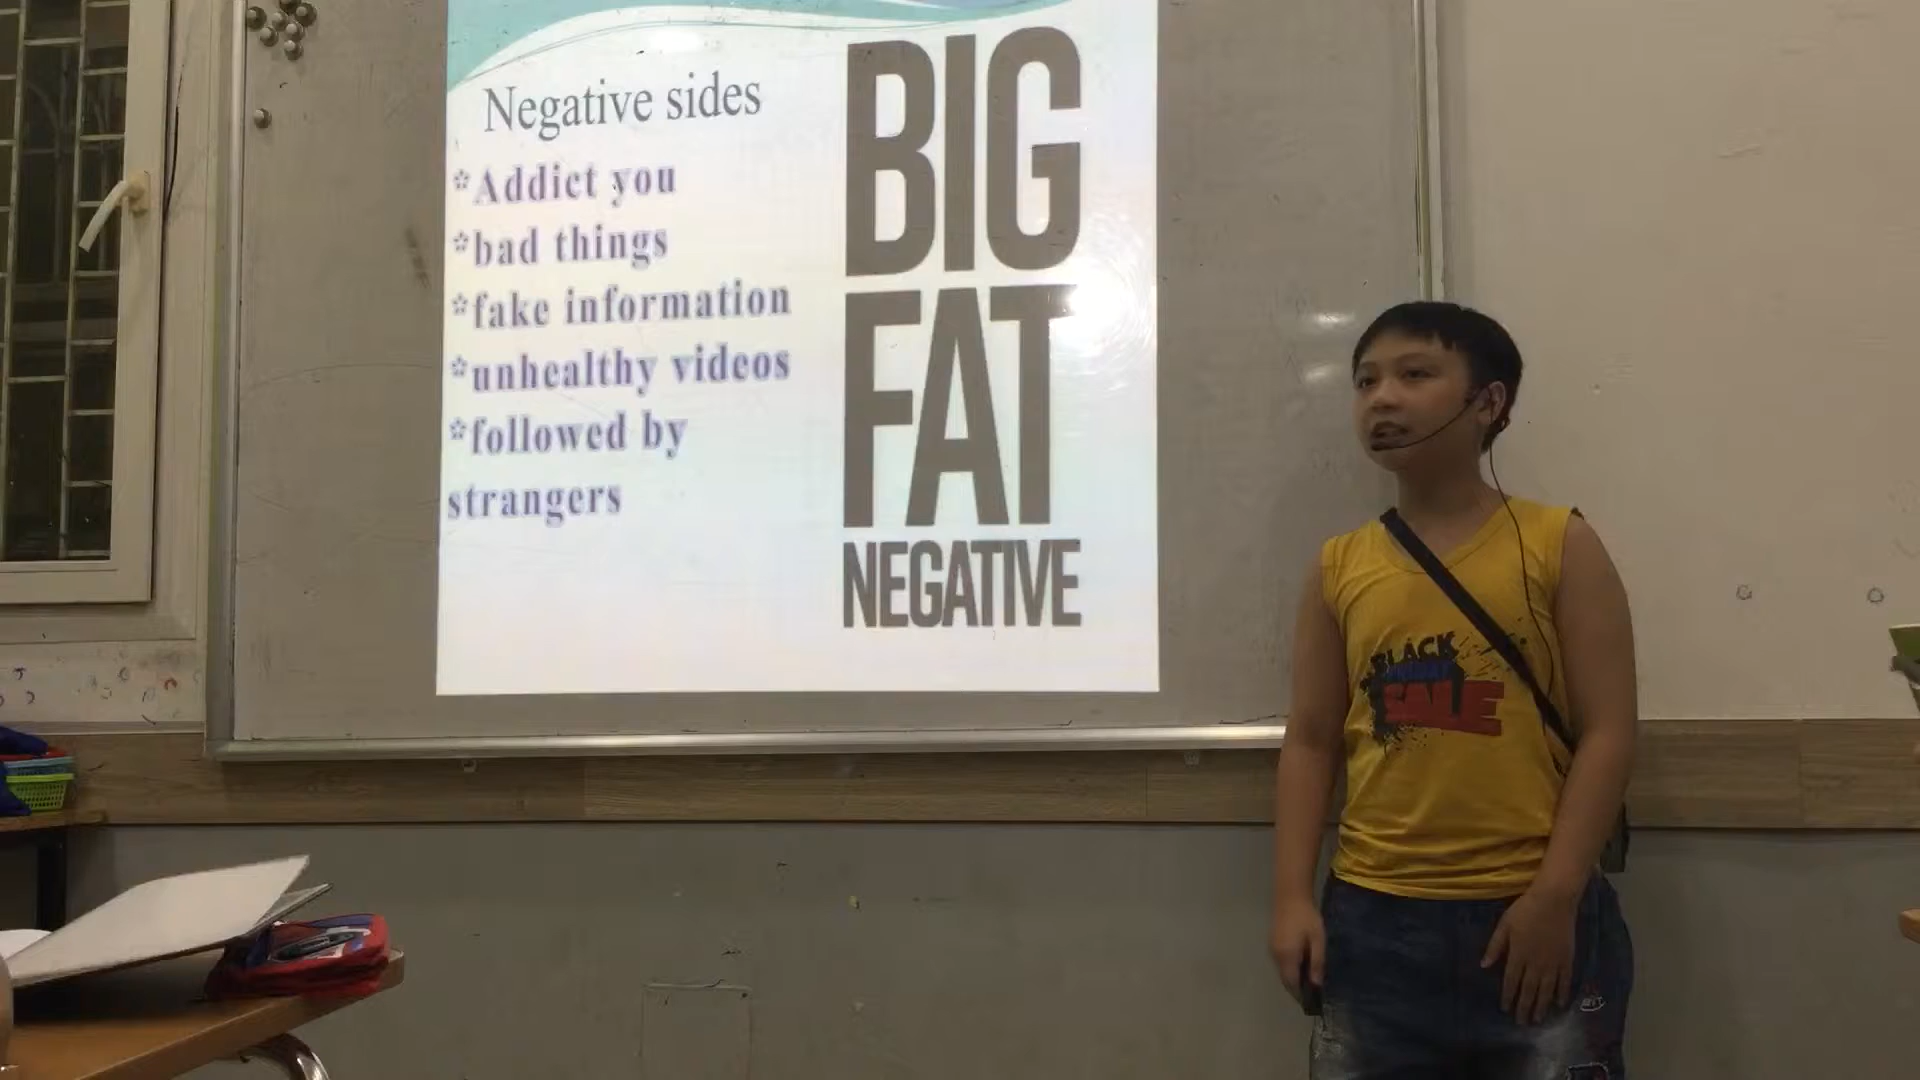 Negative sides
*Addict you
*bad things
*fake information
*unhealthy videos
*followed by
strangers
BIG
FAT
NEGATIVE
BLACK
SALE